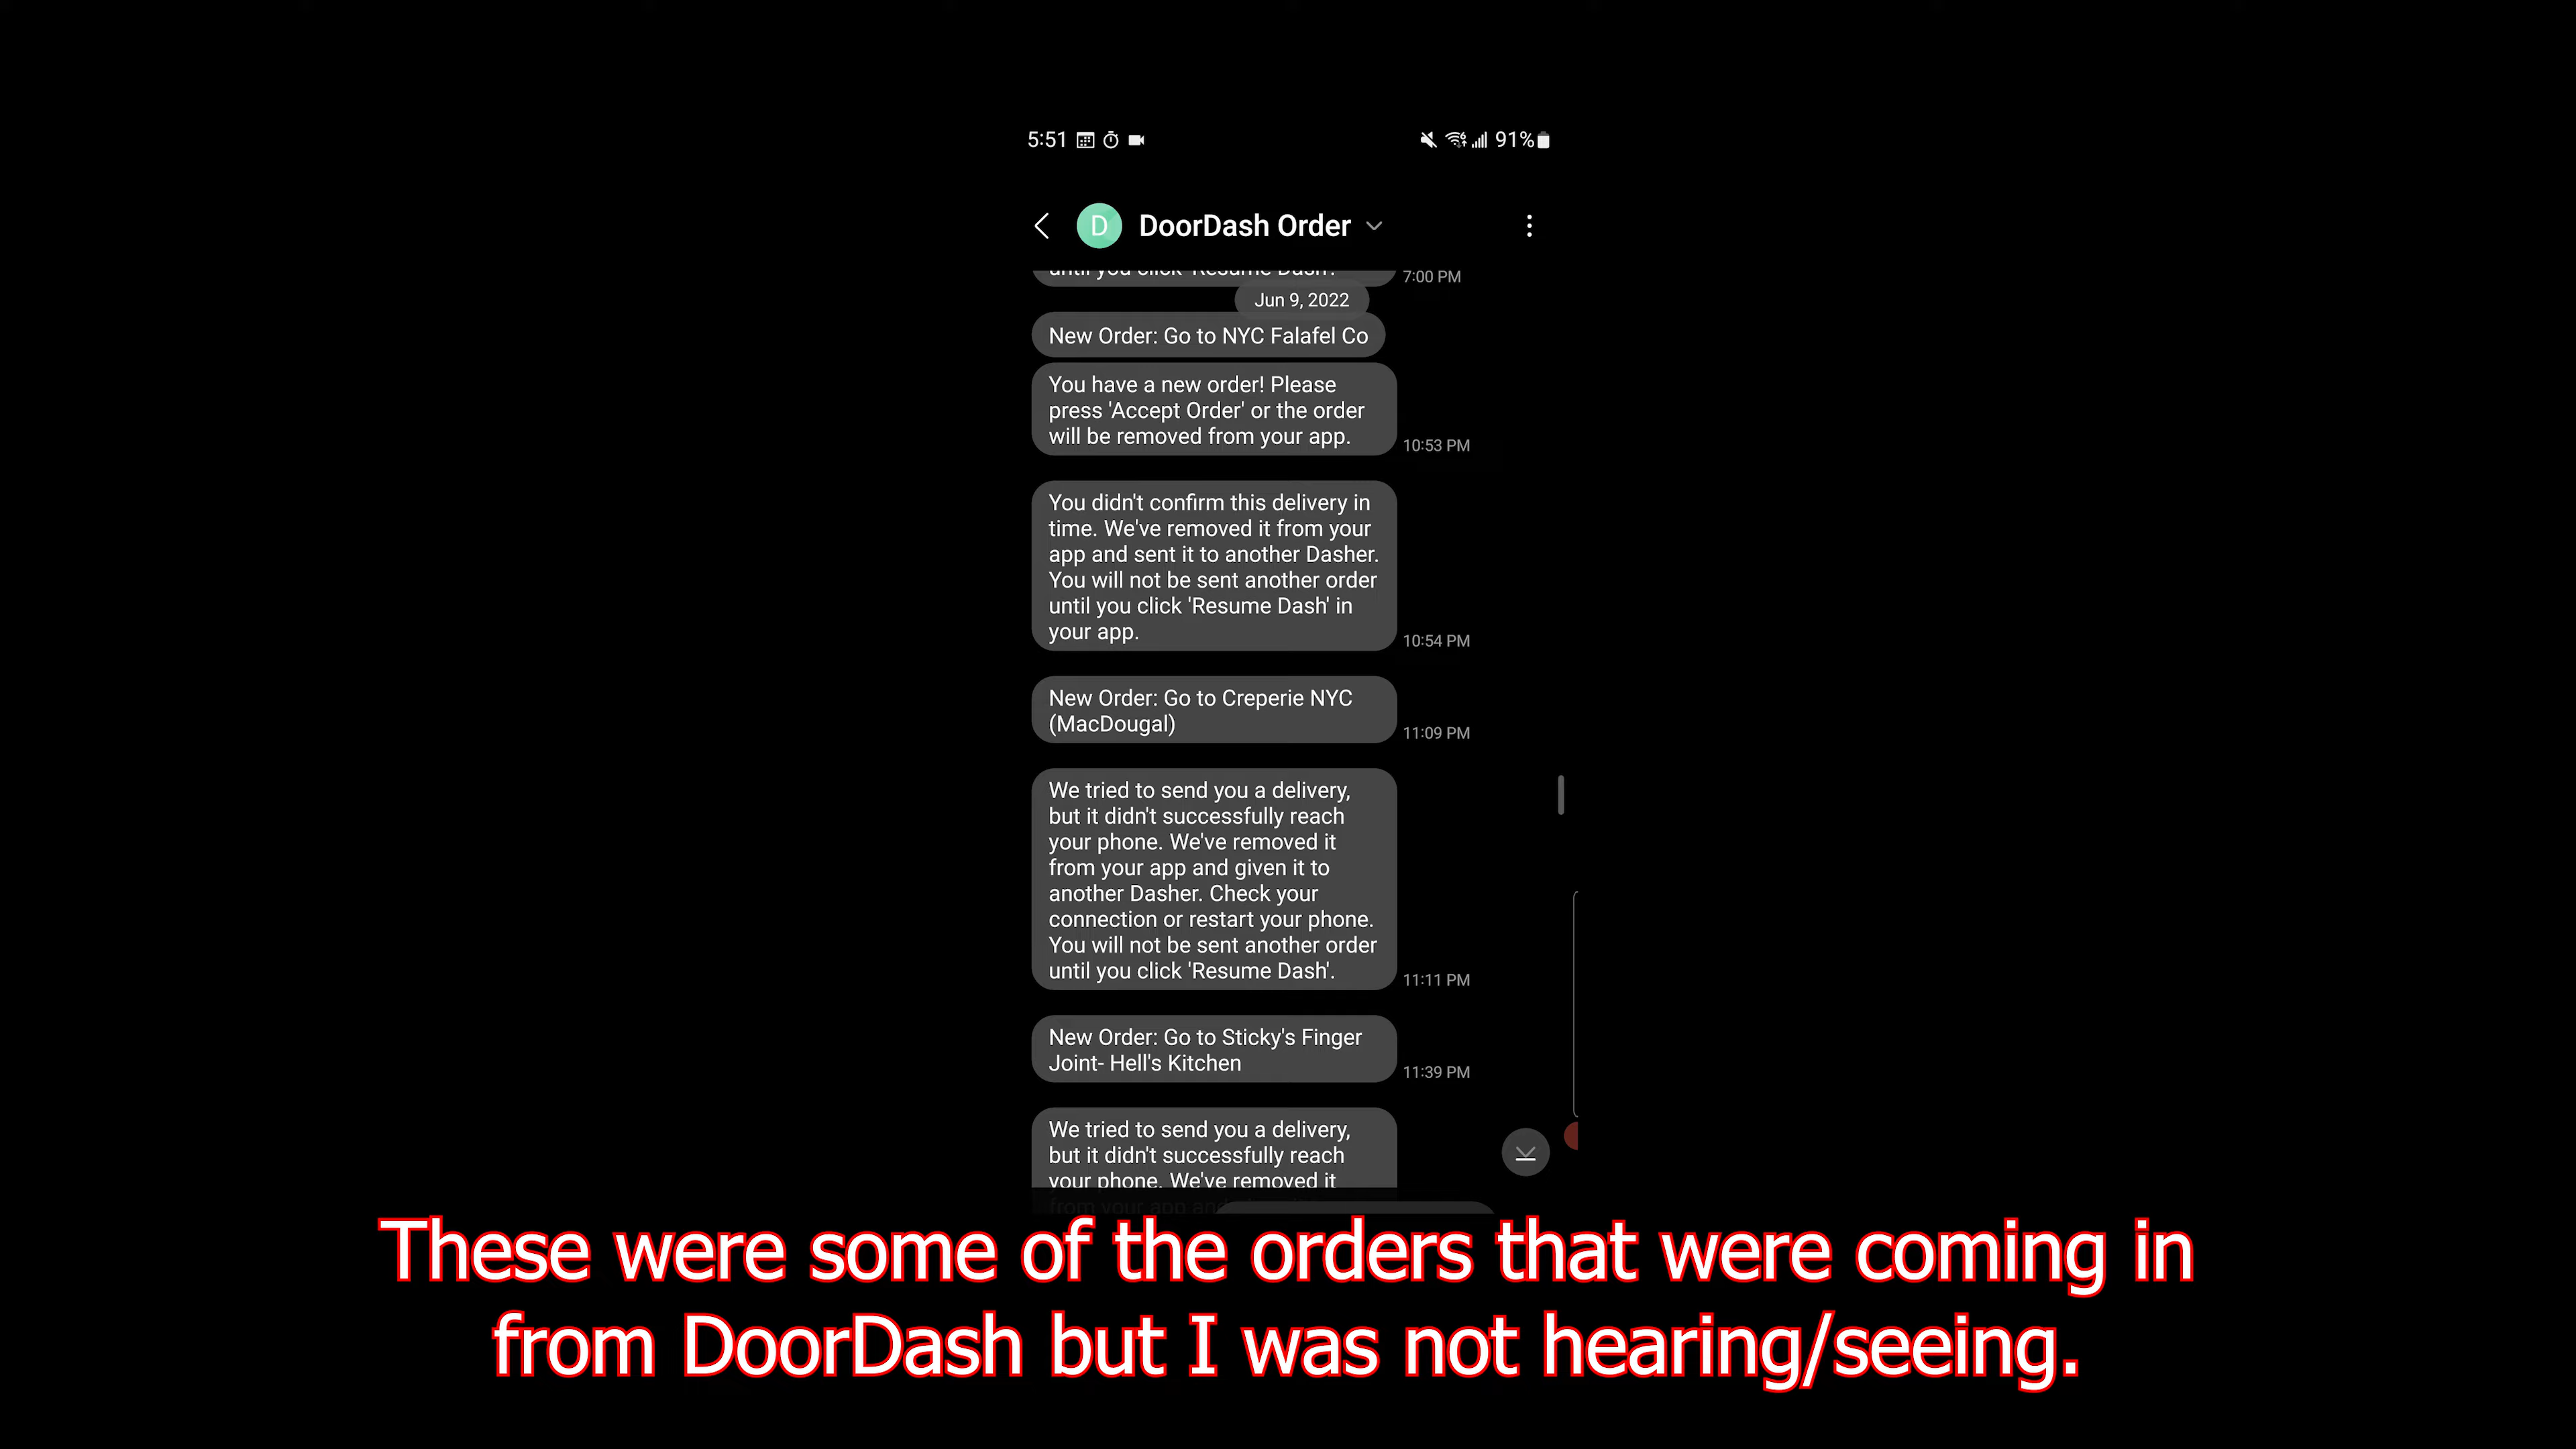 5:51
91%
D
DoorDash Order
until you click 'Resume Dash'.
7:00 PM
Jun 9, 2022
New Order: Go to NYC Falafel Co
You have a new order! Please
press 'Accept Order' or the order
will be removed from your app.
10:53 PM
You didn't confirm this delivery in
time. We've removed it from your
app and sent it to another Dasher.
You will not be sent another order
until you click 'Resume Dash' in
your app.
10:54 PM
New Order: Go to Creperie NYC
(MacDougal)
11:09 PM
We tried to send you a delivery,
but it didn't successfully reach
your phone. We've removed it
from your app and given it to
another Dasher. Check your
connection or restart your phone.
You will not be sent another order
until you click 'Resume Dash'.
11:11 PM
New Order: Go to Sticky's Finger
Joint- Hell's Kitchen
11:39 PM
We tried to send you a delivery,
but it didn't successfully reach
your phone. We've removed it
from your app and
These were some of the orders that were coming in
from DoorDash but I was not hearing/seeing.